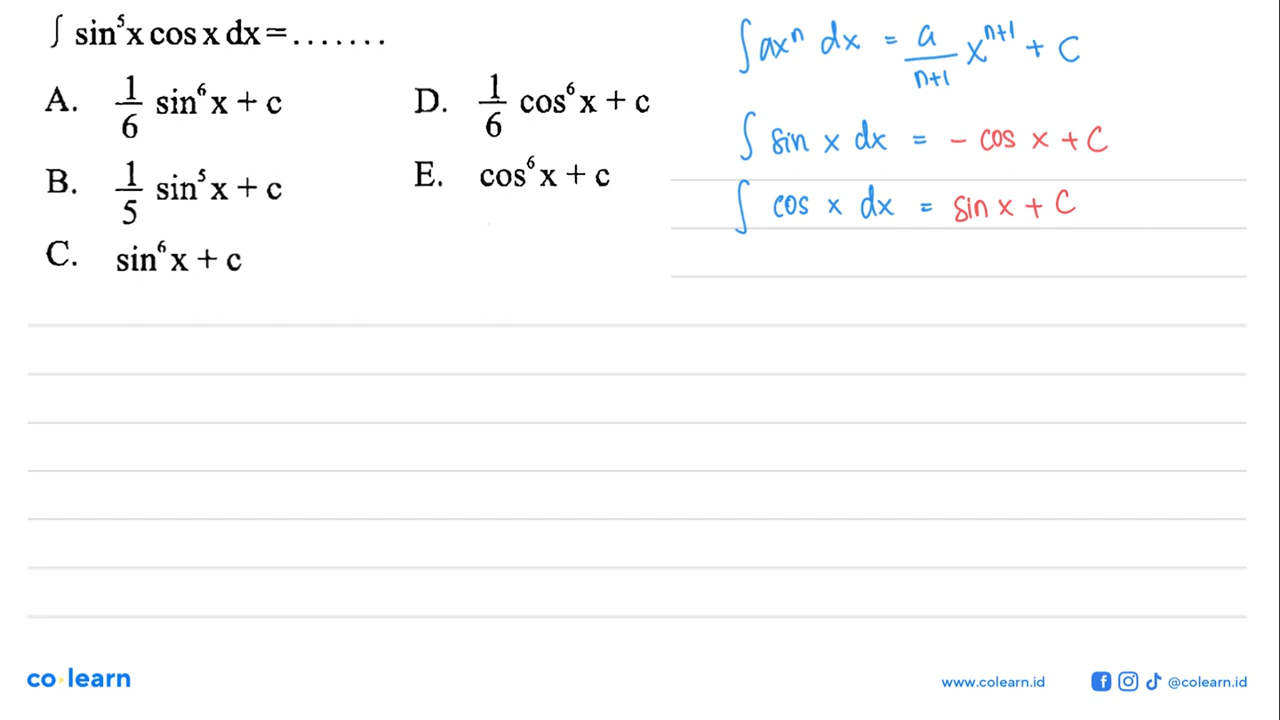 ∫ sin⁵x cos x dx = .......
A. 1/6 sin⁶x + c
B. 1/5 sin⁵x + c
C. sin⁶x + c
D. 1/6 cos⁶x + c
E. cos⁶x + c
∫ axⁿ dx = a/(n+1) xⁿ⁺¹ + C
∫ sin x dx = - cos x + C
∫ cos x dx = sin x + C
co learn
www.colearn.id
@colearn.id